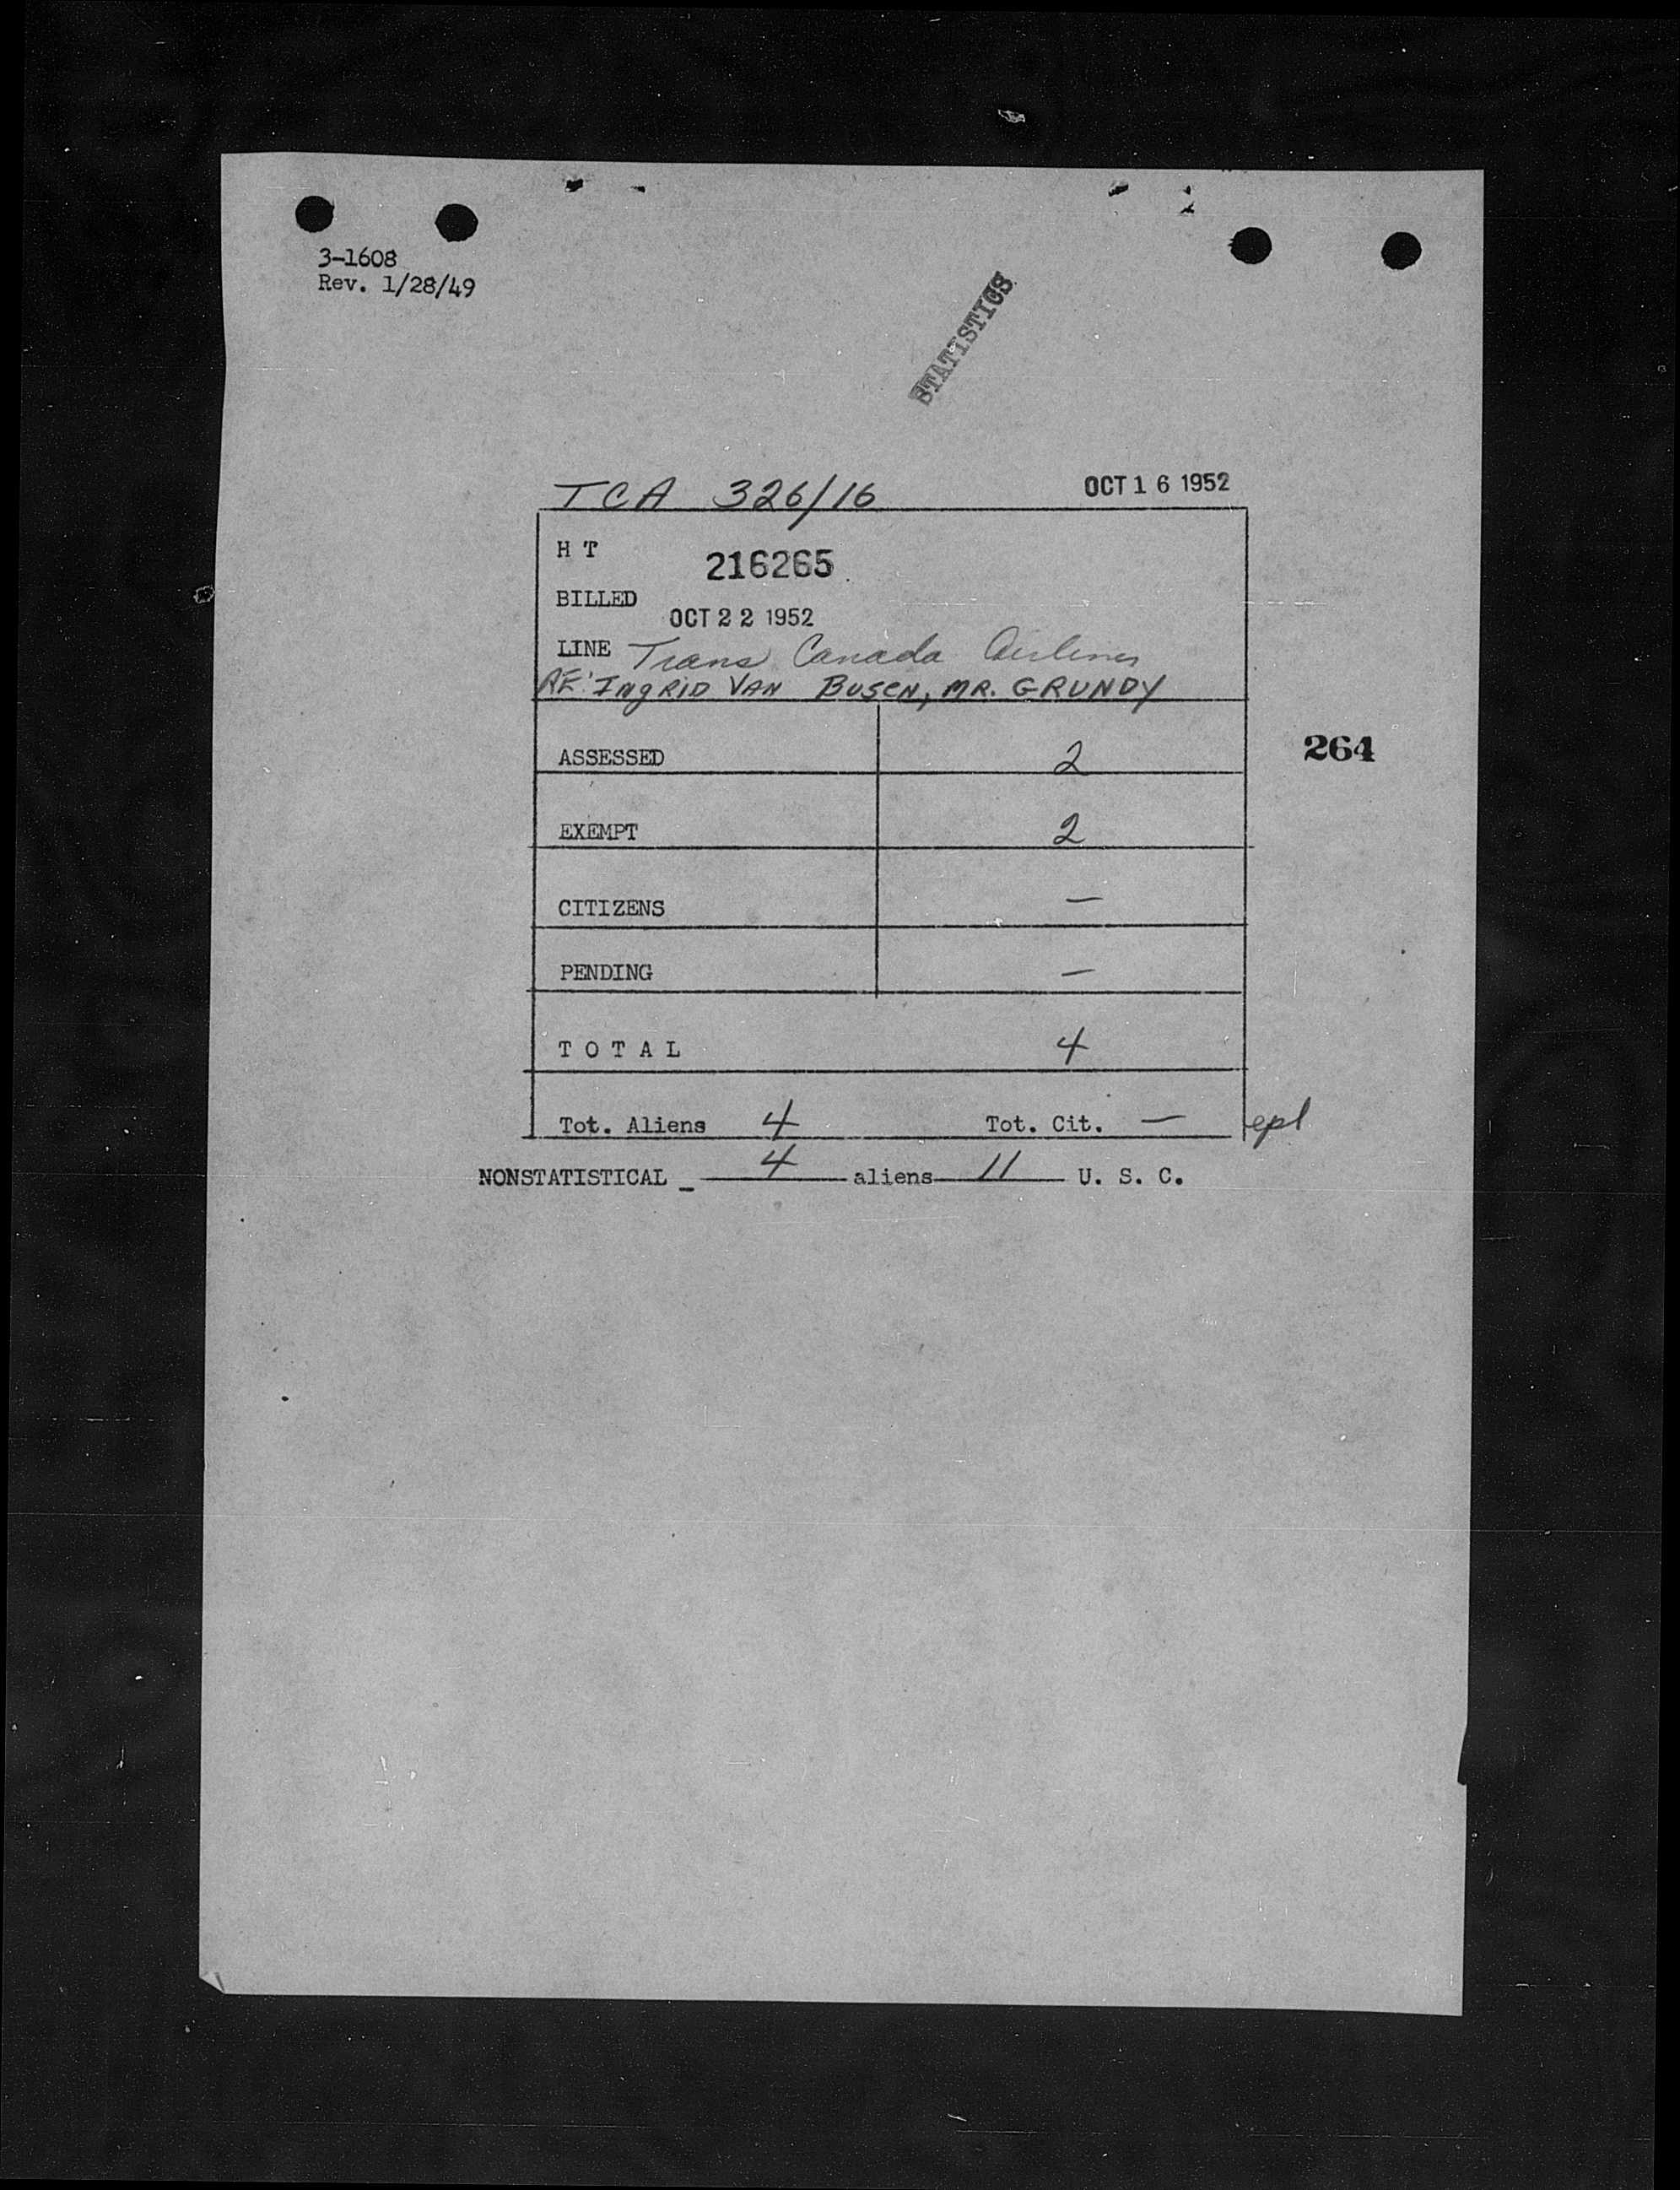 3-1608
Rev. 1/28/49
STATISTICS
TCA 326/16 OCT 16 1952
H T 216265
BILLED OCT 22 1952
LINE Trans Canada Airlines
RE: INGRID VAN BUSEN, MR. GRUNDY
264
ASSESSED 2
EXEMPT 2
CITIZENS —
PENDING —
T O T A L 4
Tot. Aliens 4 Tot. Cit. — epl
NONSTATISTICAL _ 4 aliens 11 U. S. C.